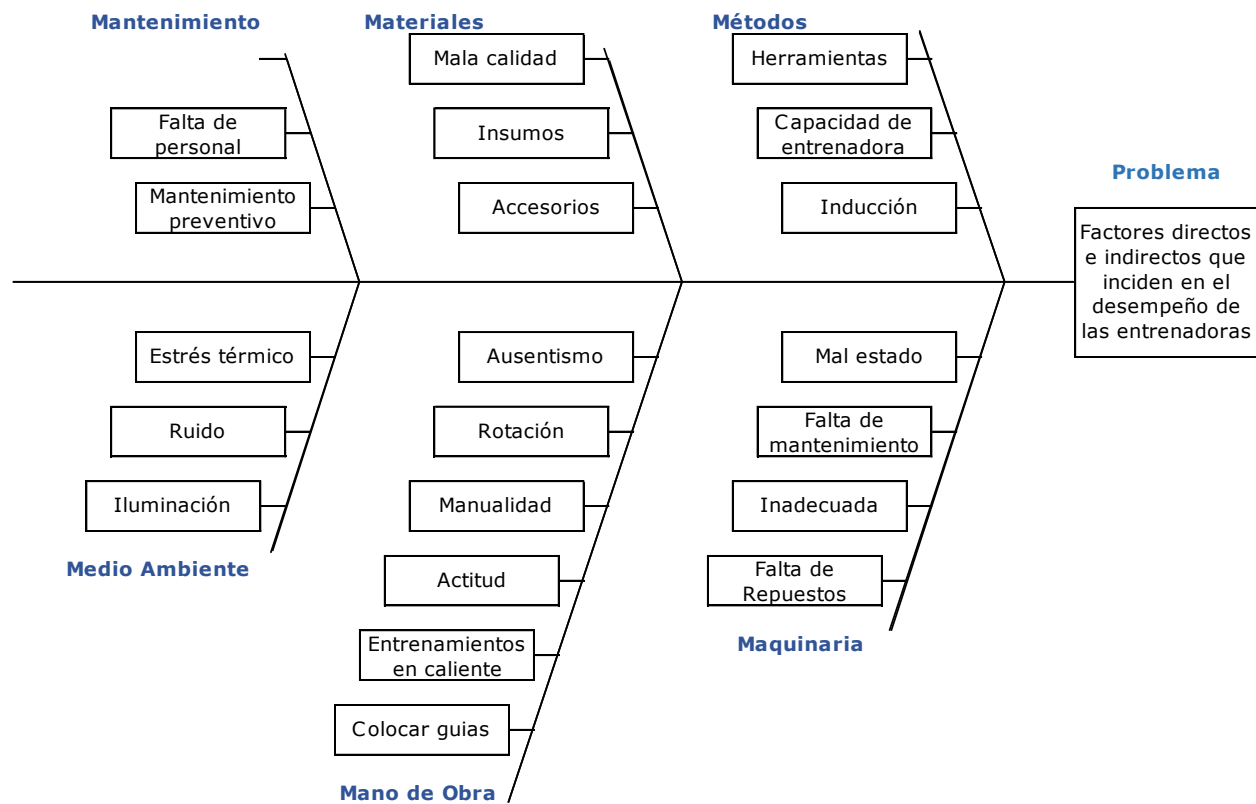 Mantenimiento
Materiales
Métodos
Mala calidad
Herramientas
Falta de
personal
Insumos
Capacidad de
entrenadora
Mantenimiento
preventivo
Accesorios
Inducción
Problema
Factores directos
e indirectos que
inciden en el
desempeño de
las entrenadoras
Estrés térmico
Ausentismo
Mal estado
Ruido
Rotación
Falta de
mantenimiento
Iluminación
Manualidad
Inadecuada
Medio Ambiente
Actitud
Falta de
Repuestos
Entrenamientos
en caliente
Maquinaria
Colocar guias
Mano de Obra